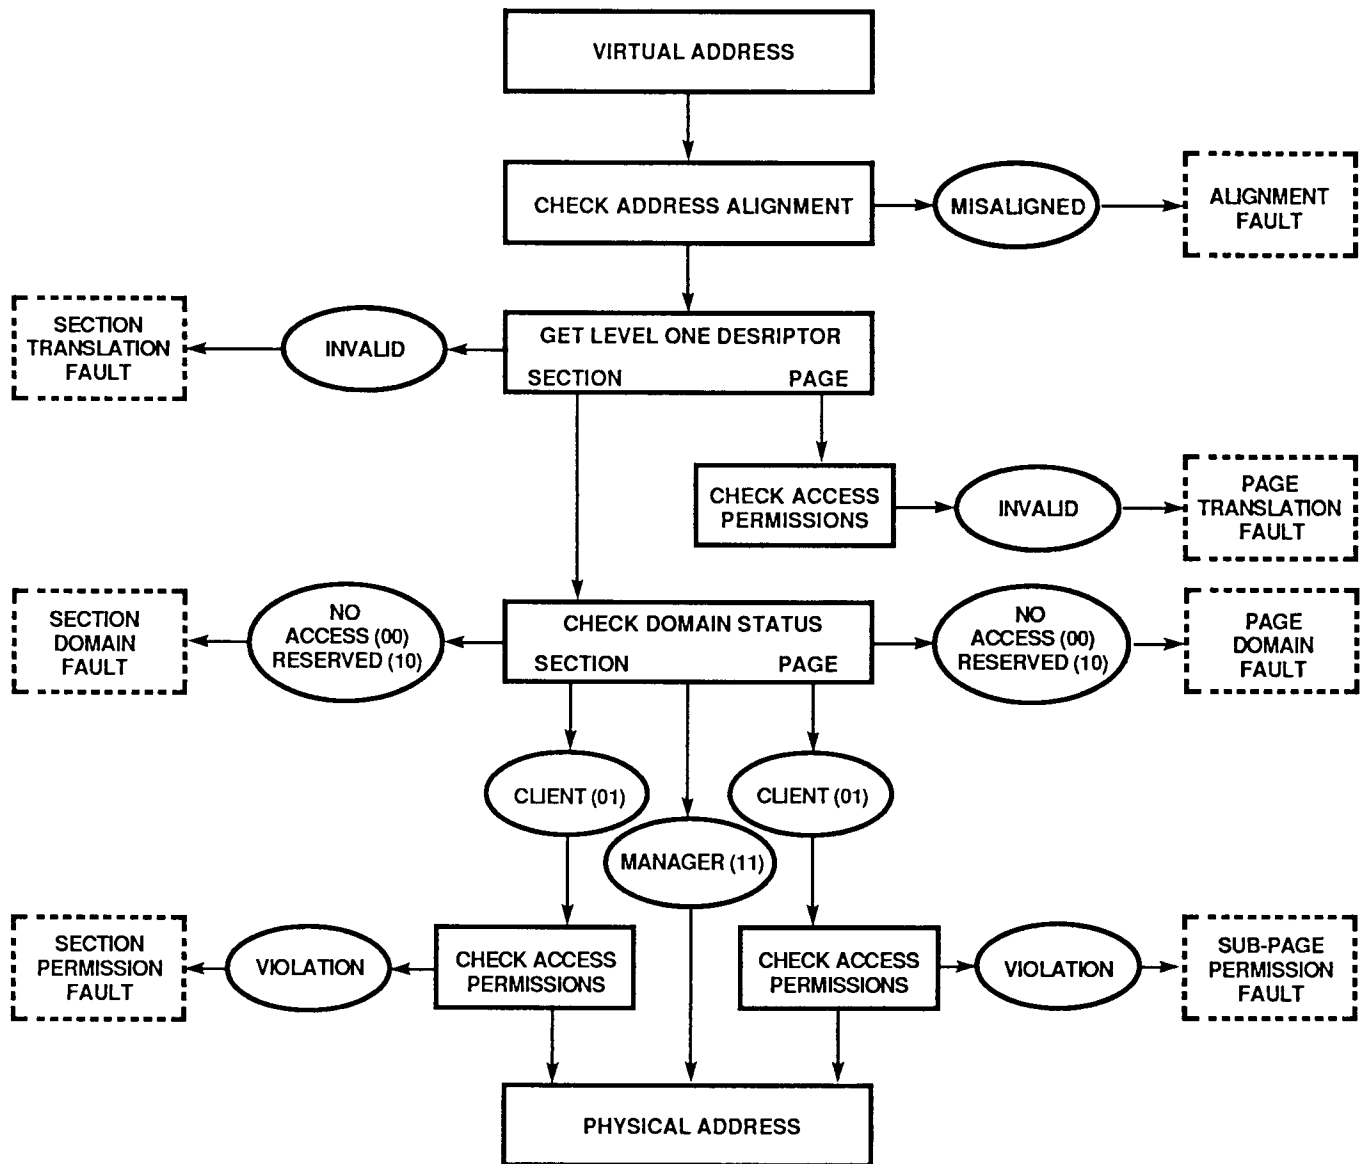 VIRTUAL ADDRESS
CHECK ADDRESS ALIGNMENT
MISALIGNED
ALIGNMENT
FAULT
SECTION
TRANSLATION
FAULT
INVALID
GET LEVEL ONE DESRIPTOR
SECTION PAGE
CHECK ACCESS
PERMISSIONS
INVALID
PAGE
TRANSLATION
FAULT
SECTION
DOMAIN
FAULT
NO
ACCESS (00)
RESERVED (10)
CHECK DOMAIN STATUS
SECTION PAGE
NO
ACCESS (00)
RESERVED (10)
PAGE
DOMAIN
FAULT
CLIENT (01)
CLIENT (01)
MANAGER (11)
SECTION
PERMISSION
FAULT
VIOLATION
CHECK ACCESS
PERMISSIONS
CHECK ACCESS
PERMISSIONS
VIOLATION
SUB-PAGE
PERMISSION
FAULT
PHYSICAL ADDRESS